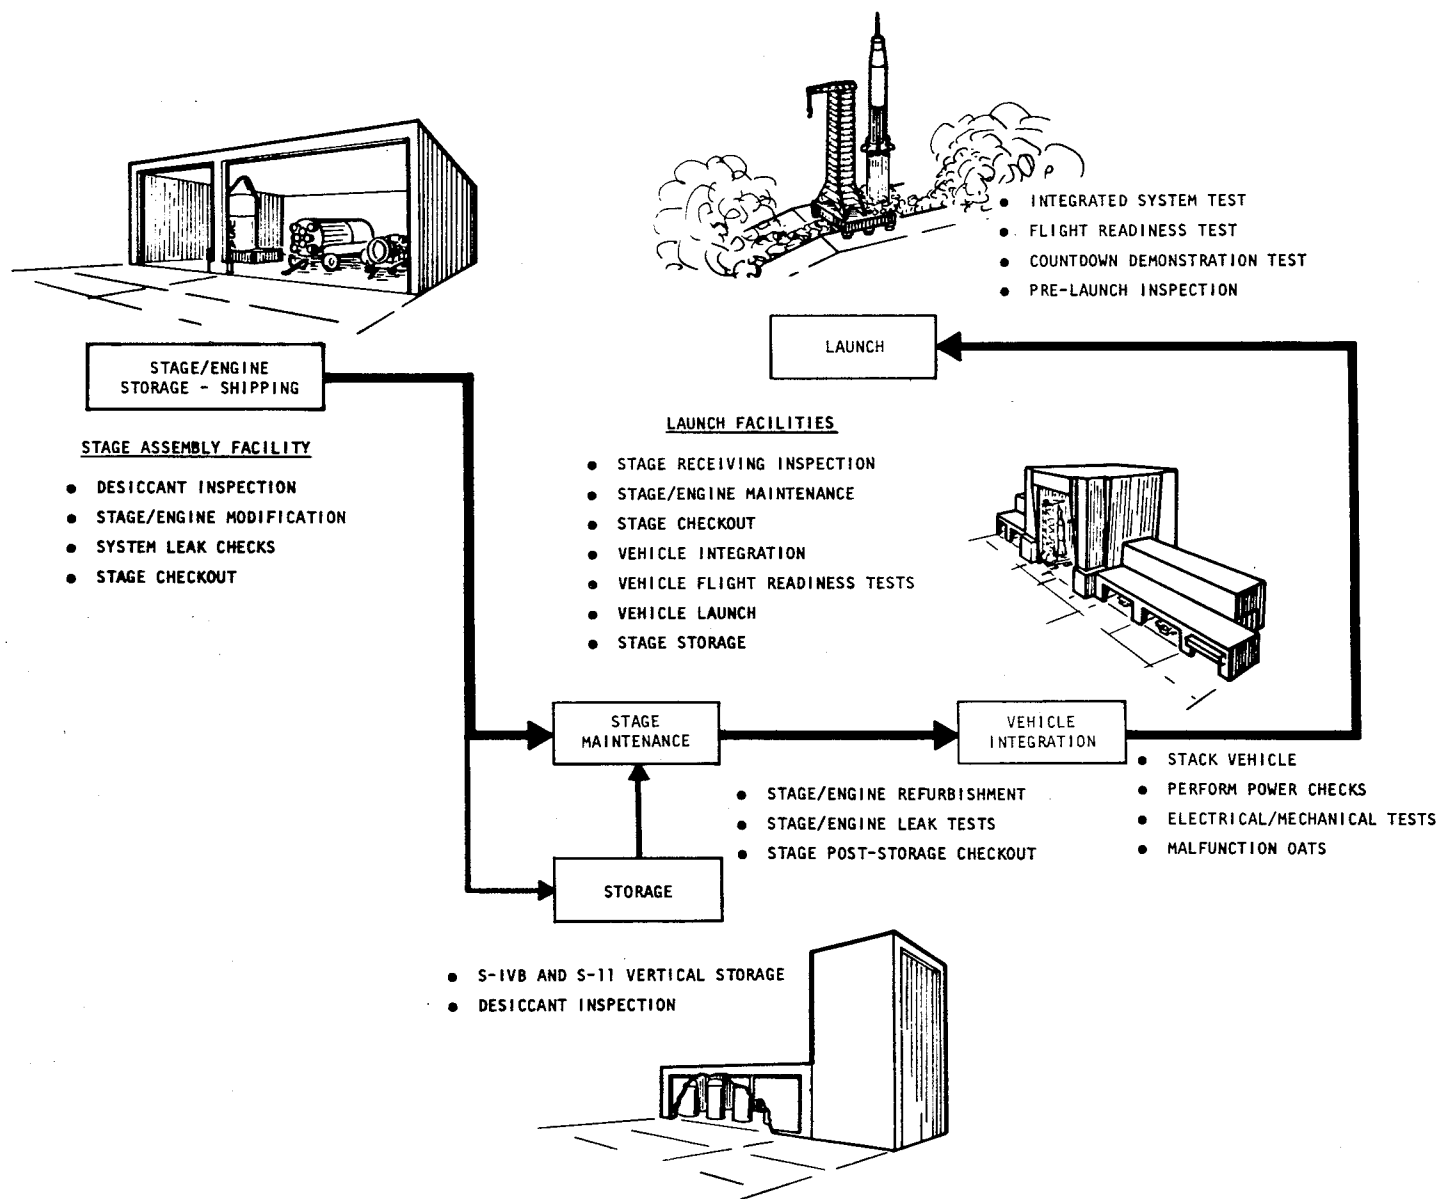 • INTEGRATED SYSTEM TEST
• FLIGHT READINESS TEST
• COUNTDOWN DEMONSTRATION TEST
• PRE-LAUNCH INSPECTION
LAUNCH
STAGE/ENGINE
STORAGE - SHIPPING
STAGE ASSEMBLY FACILITY
• DESICCANT INSPECTION
• STAGE/ENGINE MODIFICATION
• SYSTEM LEAK CHECKS
• STAGE CHECKOUT
LAUNCH FACILITIES
• STAGE RECEIVING INSPECTION
• STAGE/ENGINE MAINTENANCE
• STAGE CHECKOUT
• VEHICLE INTEGRATION
• VEHICLE FLIGHT READINESS TESTS
• VEHICLE LAUNCH
• STAGE STORAGE
STAGE
MAINTENANCE
• STAGE/ENGINE REFURBISHMENT
• STAGE/ENGINE LEAK TESTS
• STAGE POST-STORAGE CHECKOUT
VEHICLE
INTEGRATION
• STACK VEHICLE
• PERFORM POWER CHECKS
• ELECTRICAL/MECHANICAL TESTS
• MALFUNCTION OATS
STORAGE
• S-IVB AND S-11 VERTICAL STORAGE
• DESICCANT INSPECTION